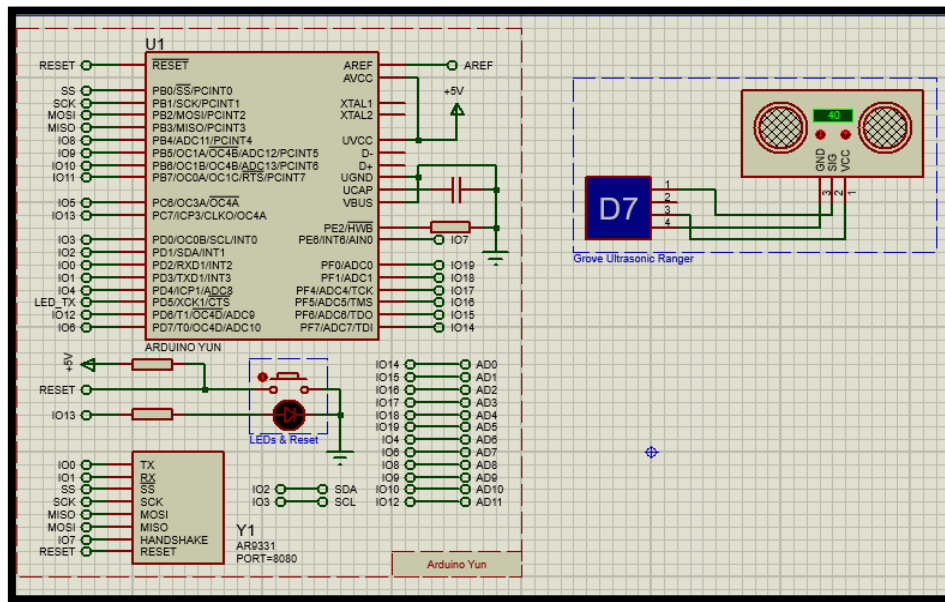 U1
RESET
RESET
AREF
AREF
AVCC
+5V
SS
PB0/SS/PCINT0
SCK
PB1/SCK/PCINT1
XTAL1
MOSI
PB2/MOSI/PCINT2
XTAL2
MISO
PB3/MISO/PCINT3
IO8
PB4/ADC11/PCINT4
UVCC
IO9
PB5/OC1A/OC4B/ADC12/PCINT5
D-
IO10
PB6/OC1B/OC4B/ADC13/PCINT6
D+
IO11
PB7/OC0A/OC1C/RTS/PCINT7
UGND
UCAP
IO5
PC6/OC3A/OC4A
VBUS
IO13
PC7/ICP3/CLKO/OC4A
PE2/HWB
IO3
PD0/OC0B/SCL/INT0
PE6/INT6/AIN0
IO7
IO2
PD1/SDA/INT1
IO0
PD2/RXD1/INT2
PF0/ADC0
IO19
IO1
PD3/TXD1/INT3
PF1/ADC1
IO18
IO4
PD4/ICP1/ADC8
PF4/ADC4/TCK
IO17
LED_TX
PD5/XCK1/CTS
PF5/ADC5/TMS
IO16
IO12
PD6/T1/OC4D/ADC9
PF6/ADC6/TDO
IO15
IO6
PD7/T0/OC4D/ADC10
PF7/ADC7/TDI
IO14
ARDUINO YUN
+5V
RESET
IO13
LEDs & Reset
IO14 AD0
IO15 AD1
IO16 AD2
IO17 AD3
IO18 AD4
IO19 AD5
IO4 AD6
IO6 AD7
IO8 AD8
IO9 AD9
IO10 AD10
IO12 AD11
IO0 TX
IO1 RX
SS SS
SCK SCK
MISO MOSI
MOSI MISO
IO7 HANDSHAKE
RESET RESET
Y1
AR9331
PORT=8080
IO2 SDA
IO3 SCL
Arduino Yun
40
GND
SIG
VCC
3
2
1
D7
1
2
3
4
Grove Ultrasonic Ranger